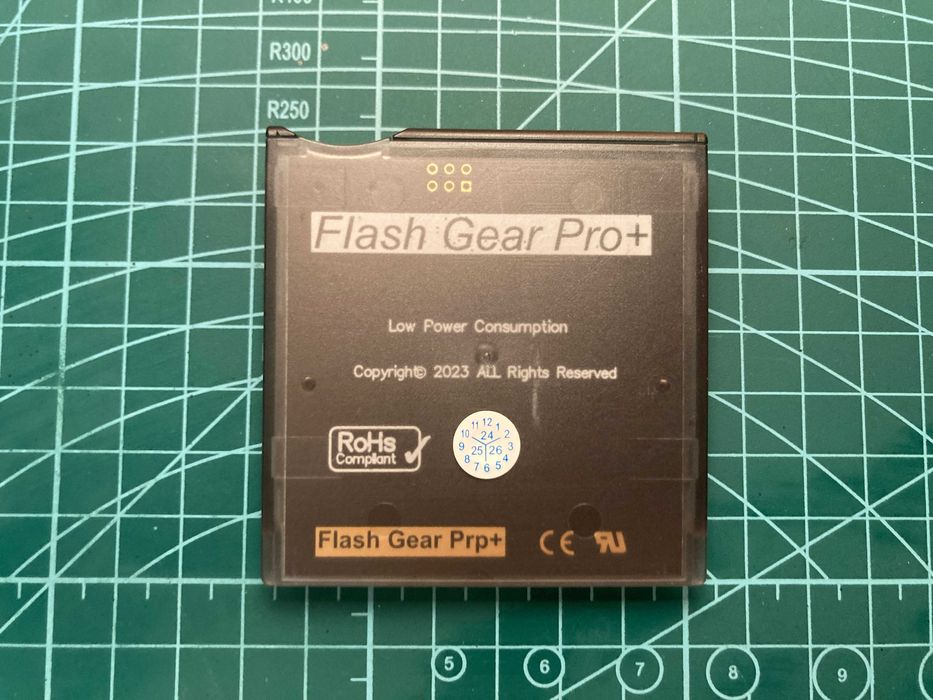 R300
R250
Flash Gear Pro+
Low Power Consumption
Copyright© 2023 ALL Rights Reserved
RoHs
Compliant
11 12 1
10 24 2
9 25 26 3
8 7 6 5 4
Flash Gear Prp+
CE
5 6 7 8 9